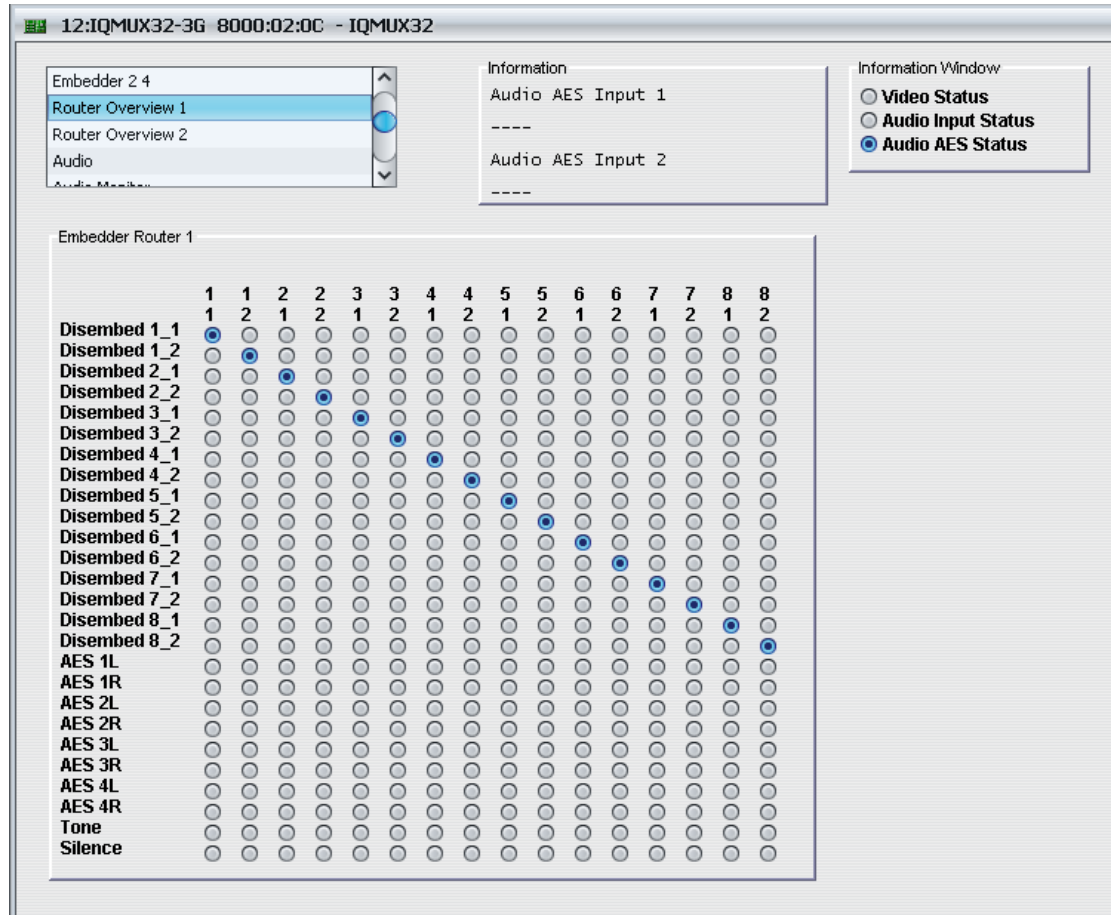 12:IQMUX32-3G 8000:02:0C - IQMUX32
Embedder 2 4
Router Overview 1
Router Overview 2
Audio
Audio Monitor
Information
Audio AES Input 1
----
Audio AES Input 2
----
Information Window
Video Status
Audio Input Status
Audio AES Status
Embedder Router 1
1 1 2 2 3 3 4 4 5 5 6 6 7 7 8 8
1 2 1 2 1 2 1 2 1 2 1 2 1 2 1 2
Disembed 1_1
Disembed 1_2
Disembed 2_1
Disembed 2_2
Disembed 3_1
Disembed 3_2
Disembed 4_1
Disembed 4_2
Disembed 5_1
Disembed 5_2
Disembed 6_1
Disembed 6_2
Disembed 7_1
Disembed 7_2
Disembed 8_1
Disembed 8_2
AES 1L
AES 1R
AES 2L
AES 2R
AES 3L
AES 3R
AES 4L
AES 4R
Tone
Silence